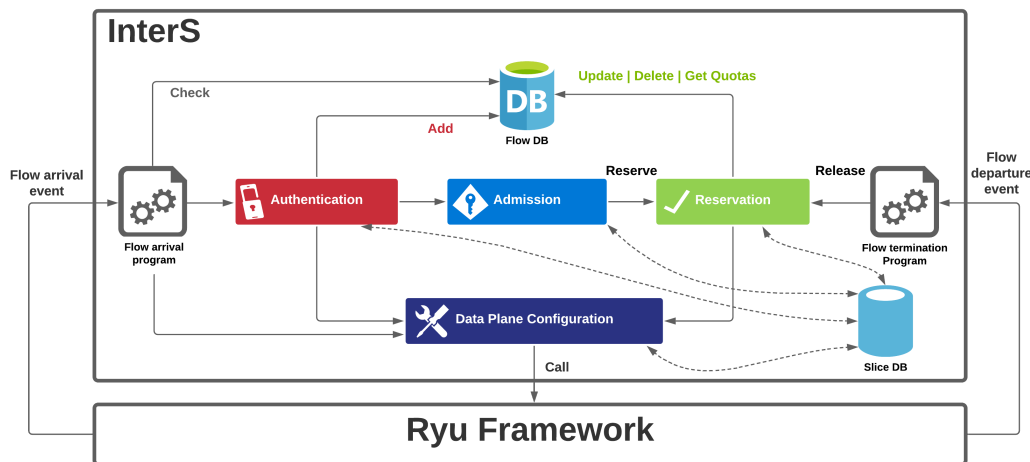 InterS
Update | Delete | Get Quotas
Check
DB
Add
Flow DB
Flow arrival
event
Flow
departure
event
Reserve
Release
Authentication
Admission
Reservation
Flow arrival
program
Flow termination
Program
Data Plane Configuration
Slice DB
Call
Ryu Framework